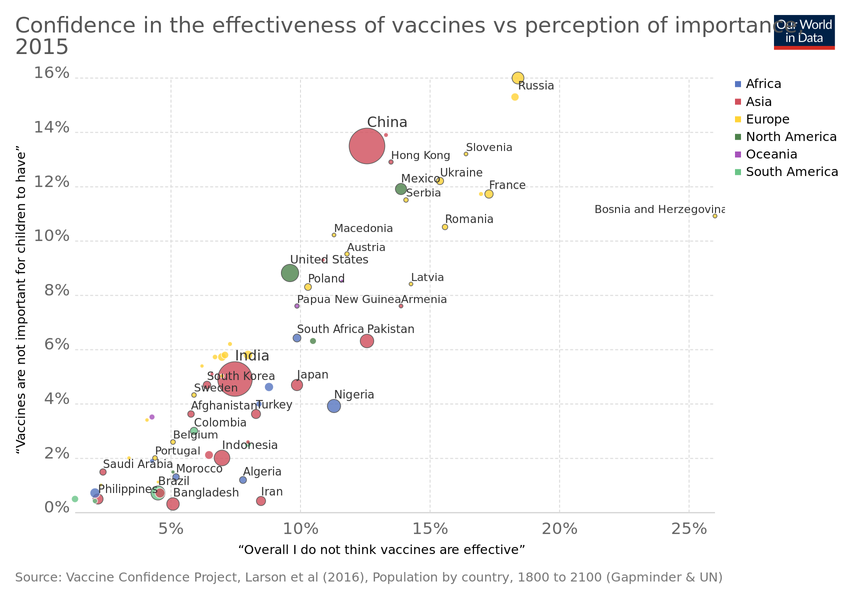 Confidence in the effectiveness of vaccines vs perception of importance,
2015
Our World
in Data
16%
14%
12%
10%
8%
6%
4%
2%
0%
“Vaccines are not important for children to have”
Russia
China
Slovenia
Hong Kong
Ukraine
Mexico
France
Serbia
Bosnia and Herzegovina
Romania
Macedonia
Austria
United States
Poland
Latvia
Papua New Guinea
Armenia
South Africa
Pakistan
India
South Korea
Japan
Sweden
Nigeria
Afghanistan
Turkey
Colombia
Belgium
Indonesia
Portugal
Saudi Arabia
Morocco
Algeria
Brazil
Philippines
Bangladesh
Iran
5%
10%
15%
20%
25%
“Overall I do not think vaccines are effective”
Africa
Asia
Europe
North America
Oceania
South America
Source: Vaccine Confidence Project, Larson et al (2016), Population by country, 1800 to 2100 (Gapminder & UN)